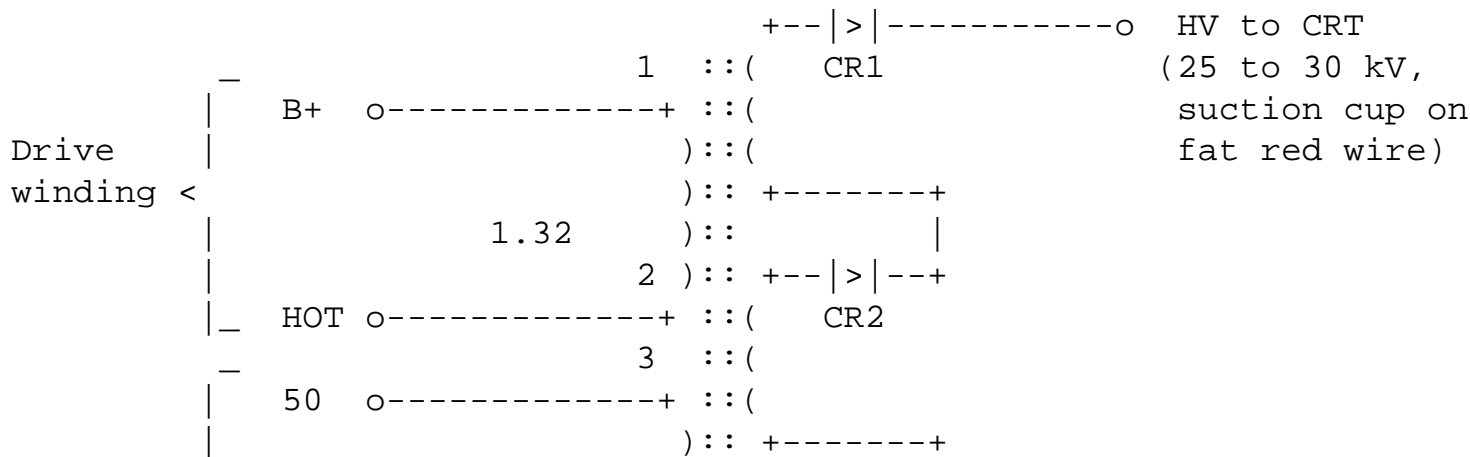 +--|>|-----------o  HV to CRT
           _                   1  ::(    CR1             (25 to 30 kV,
          |   B+  o-------------+ ::(                     suction cup on
Drive     |                      )::(                     fat red wire)
winding <                        ):: +-------+
          |             1.32     )::         |
          |                    2 ):: +--|>|--+
          |_  HOT o-------------+ ::(    CR2
           _                   3  ::(
          |   50  o-------------+ ::(
          |                      ):: +-------+